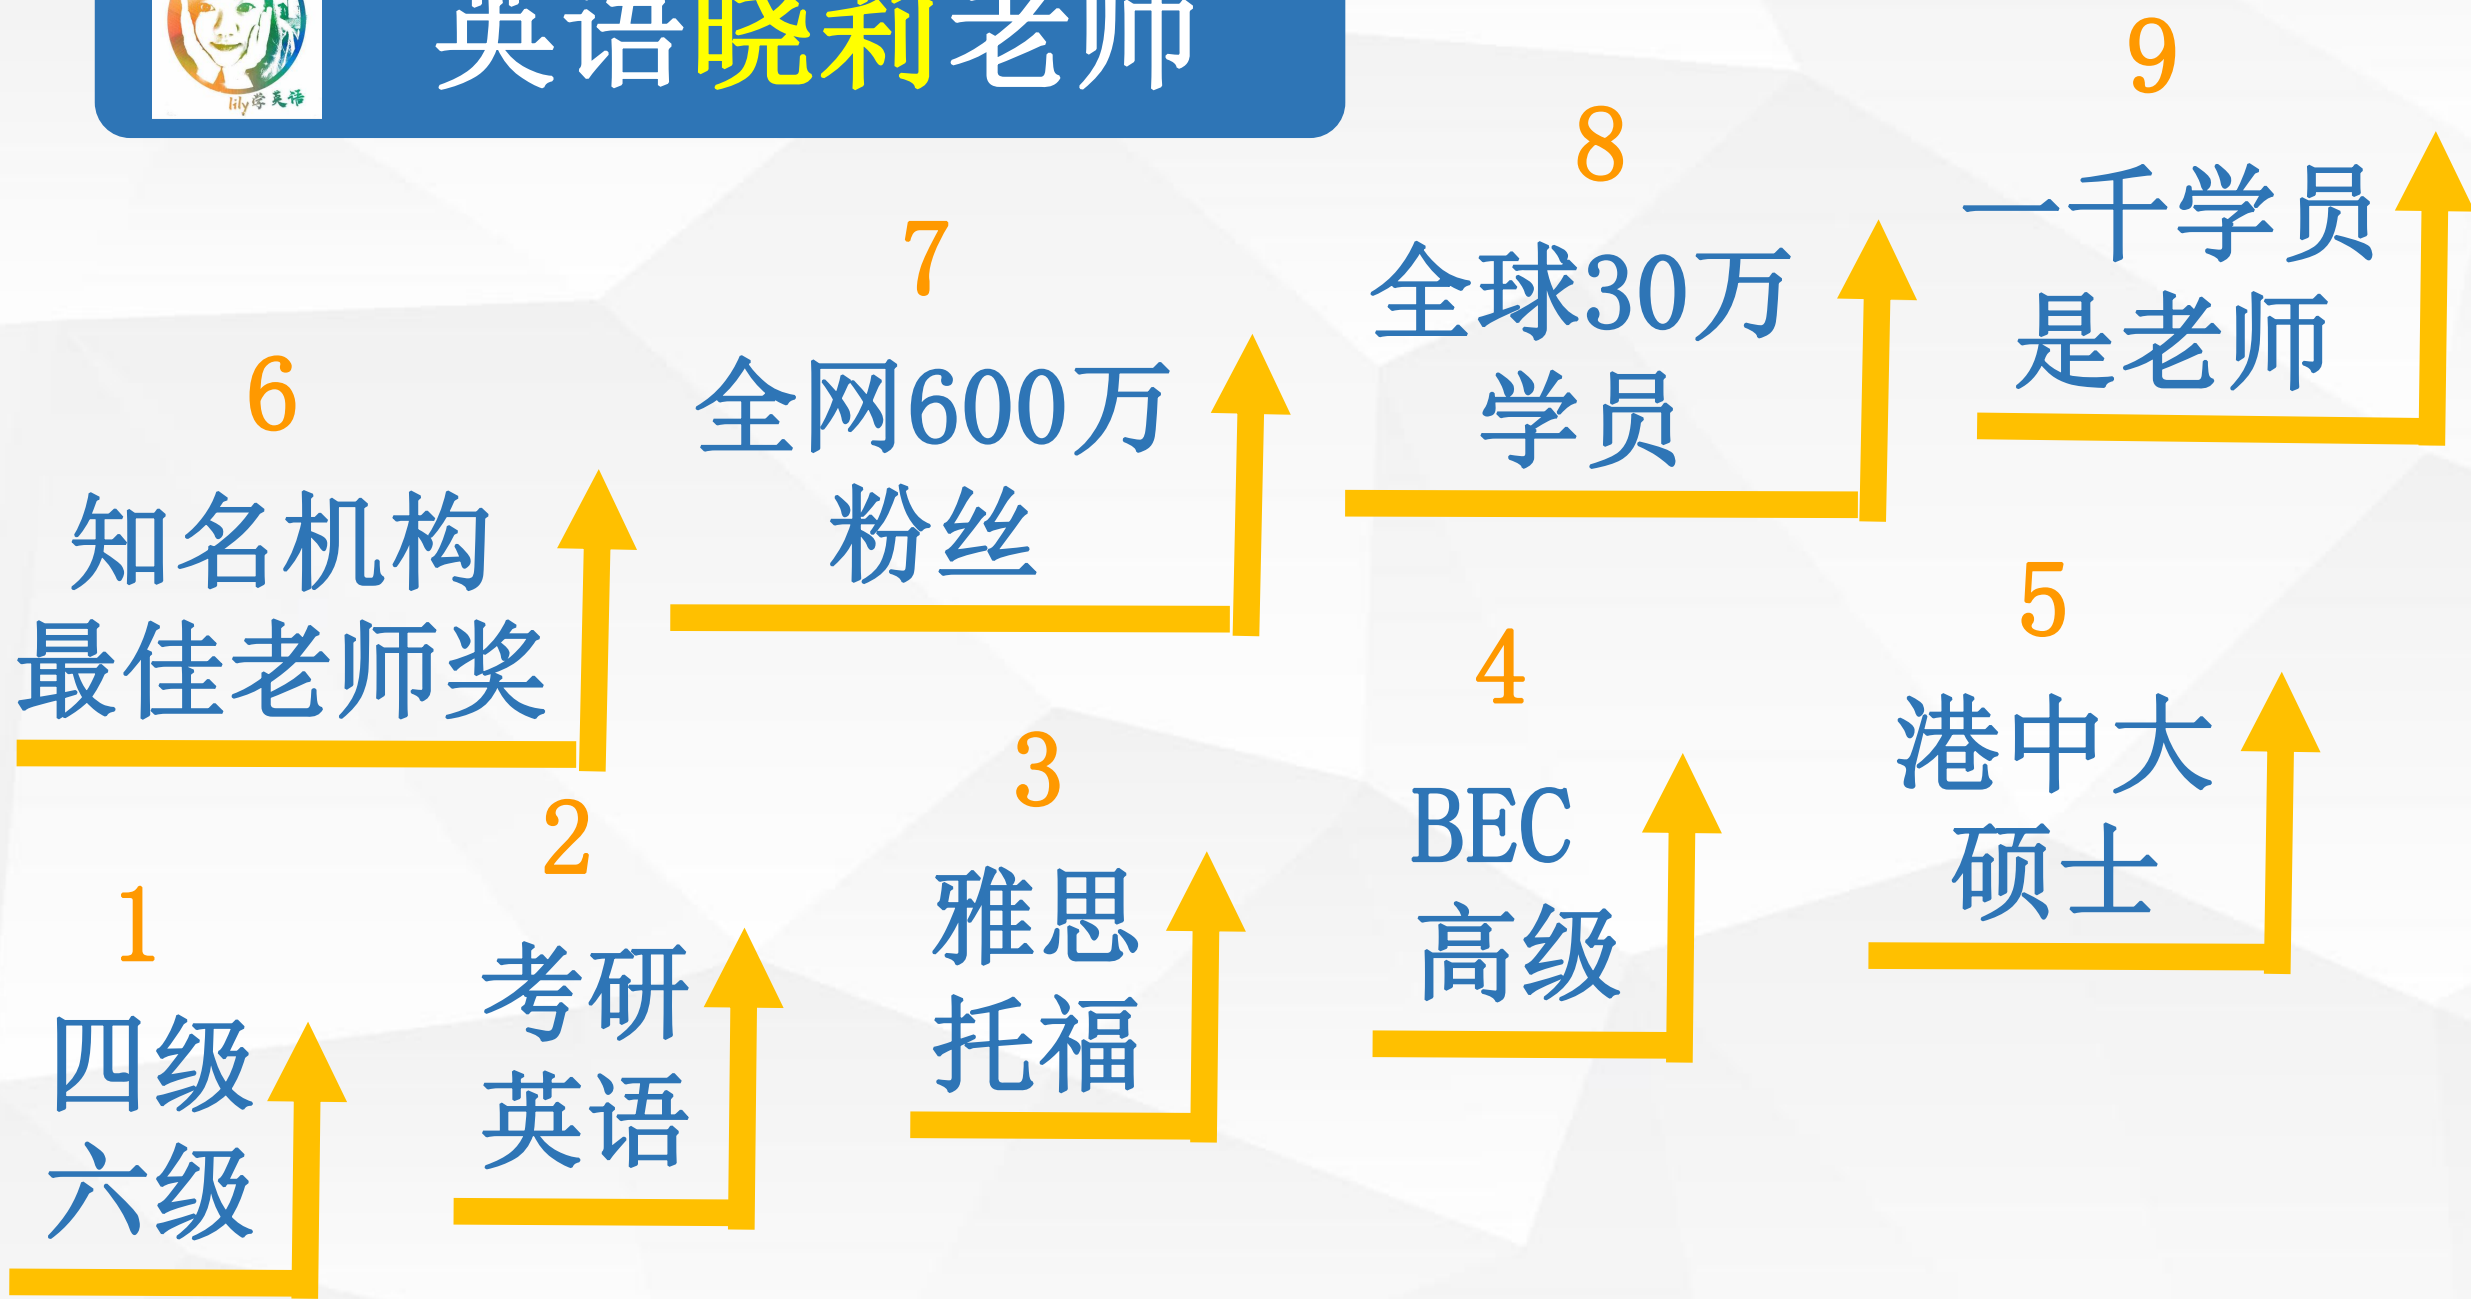 英语晓利老师
lily学英语
9
一千学员
是老师
8
全球30万
学员
7
全网600万
粉丝
6
知名机构
最佳老师奖
5
港中大
硕士
4
BEC
高级
3
雅思
托福
2
考研
英语
1
四级
六级